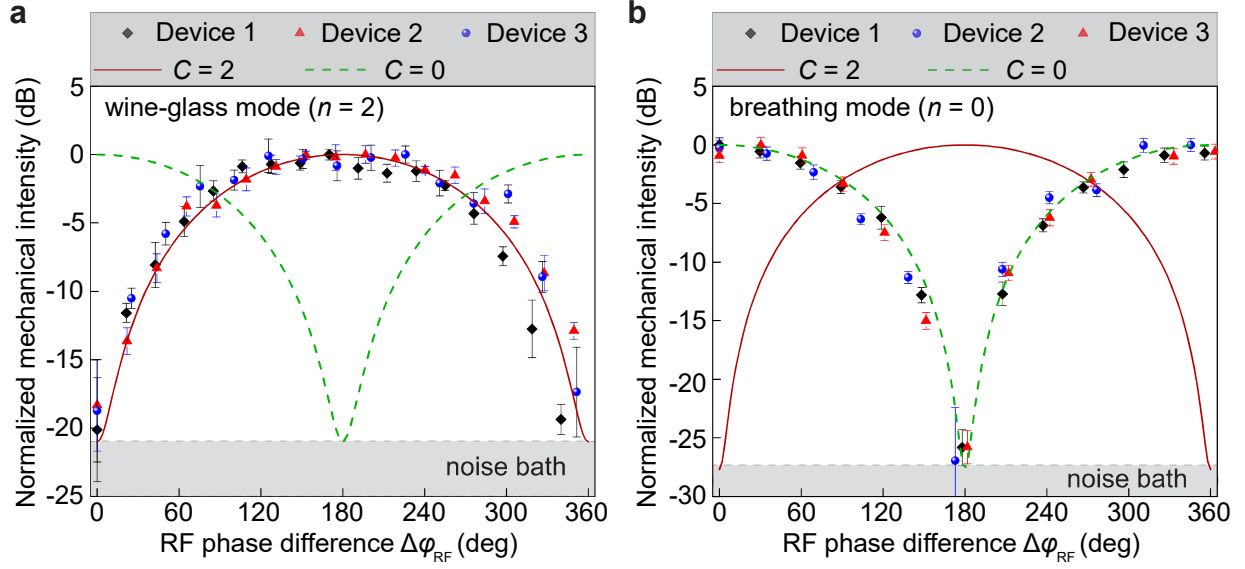 a
Device 1 Device 2 Device 3
C = 2 C = 0
wine-glass mode (n = 2)
Normalized mechanical intensity (dB)
5
0
-5
-10
-15
-20
-25
noise bath
0 60 120 180 240 300 360
RF phase difference Δφ_RF (deg)
b
Device 1 Device 2 Device 3
C = 2 C = 0
breathing mode (n = 0)
Normalized mechanical intensity (dB)
5
0
-5
-10
-15
-20
-25
-30
noise bath
0 60 120 180 240 300 360
RF phase difference Δφ_RF (deg)